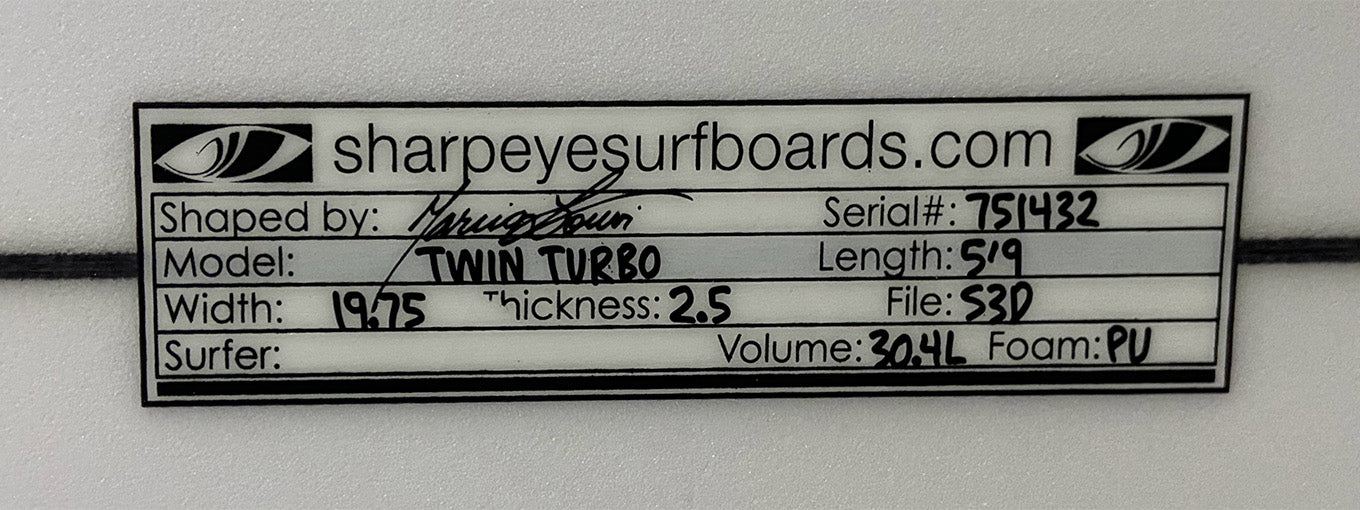 sharpeyesurfboards.com
Shaped by: Serial#: 751432
Model: TWIN TURBO Length: 5'9
Width: 19.75 Thickness: 2.5 File: S3D
Surfer: Volume: 30.4L Foam: PU